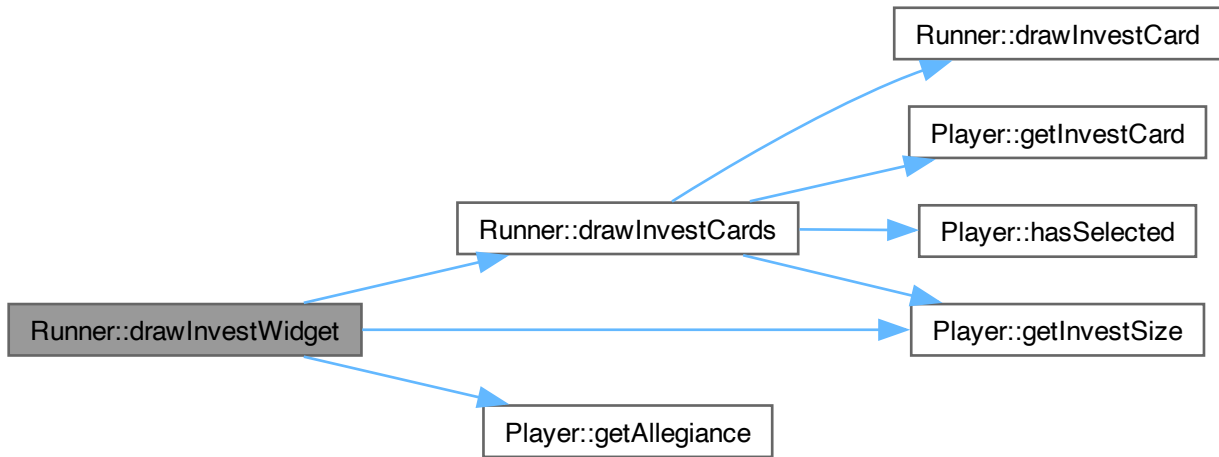 Runner::drawInvestCard
Player::getInvestCard
Runner::drawInvestCards
Player::hasSelected
Runner::drawInvestWidget
Player::getInvestSize
Player::getAllegiance